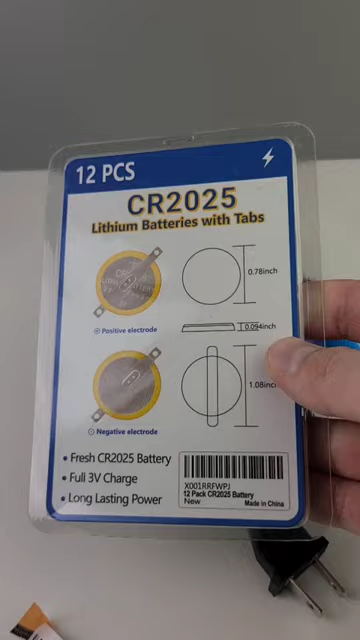 12 PCS
CR2025
Lithium Batteries with Tabs
0.78inch
⊕ Positive electrode
0.094inch
1.08inch
⊖ Negative electrode
• Fresh CR2025 Battery
• Full 3V Charge
• Long Lasting Power
X001RRFWPJ
12 Pack CR2025 Battery
New
Made in China